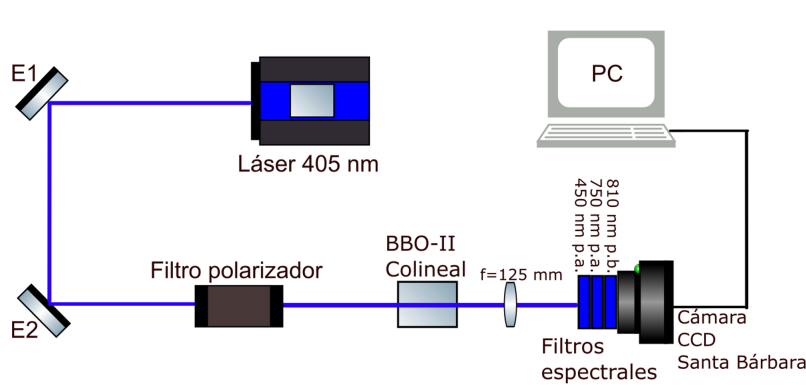 E1
PC
Láser 405 nm
450 nm p.a.
750 nm p.a.
810 nm p.b.
BBO-II
Colineal
Filtro polarizador
f=125 mm
E2
Filtros
espectrales
Cámara
CCD
Santa Bárbara